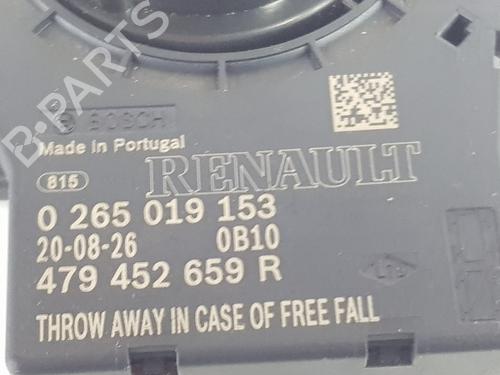 B-PARTS
BOSCH
Made in Portugal
815
RENAULT
0 265 019 153
20-08-26 0B10
479 452 659 R
THROW AWAY IN CASE OF FREE FALL